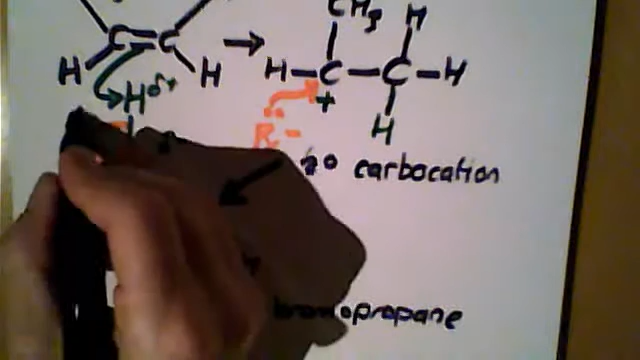 CH3 H
C=C → H-C-C-H
H H +
Hδ+ H
2° carbocation
bromopropane